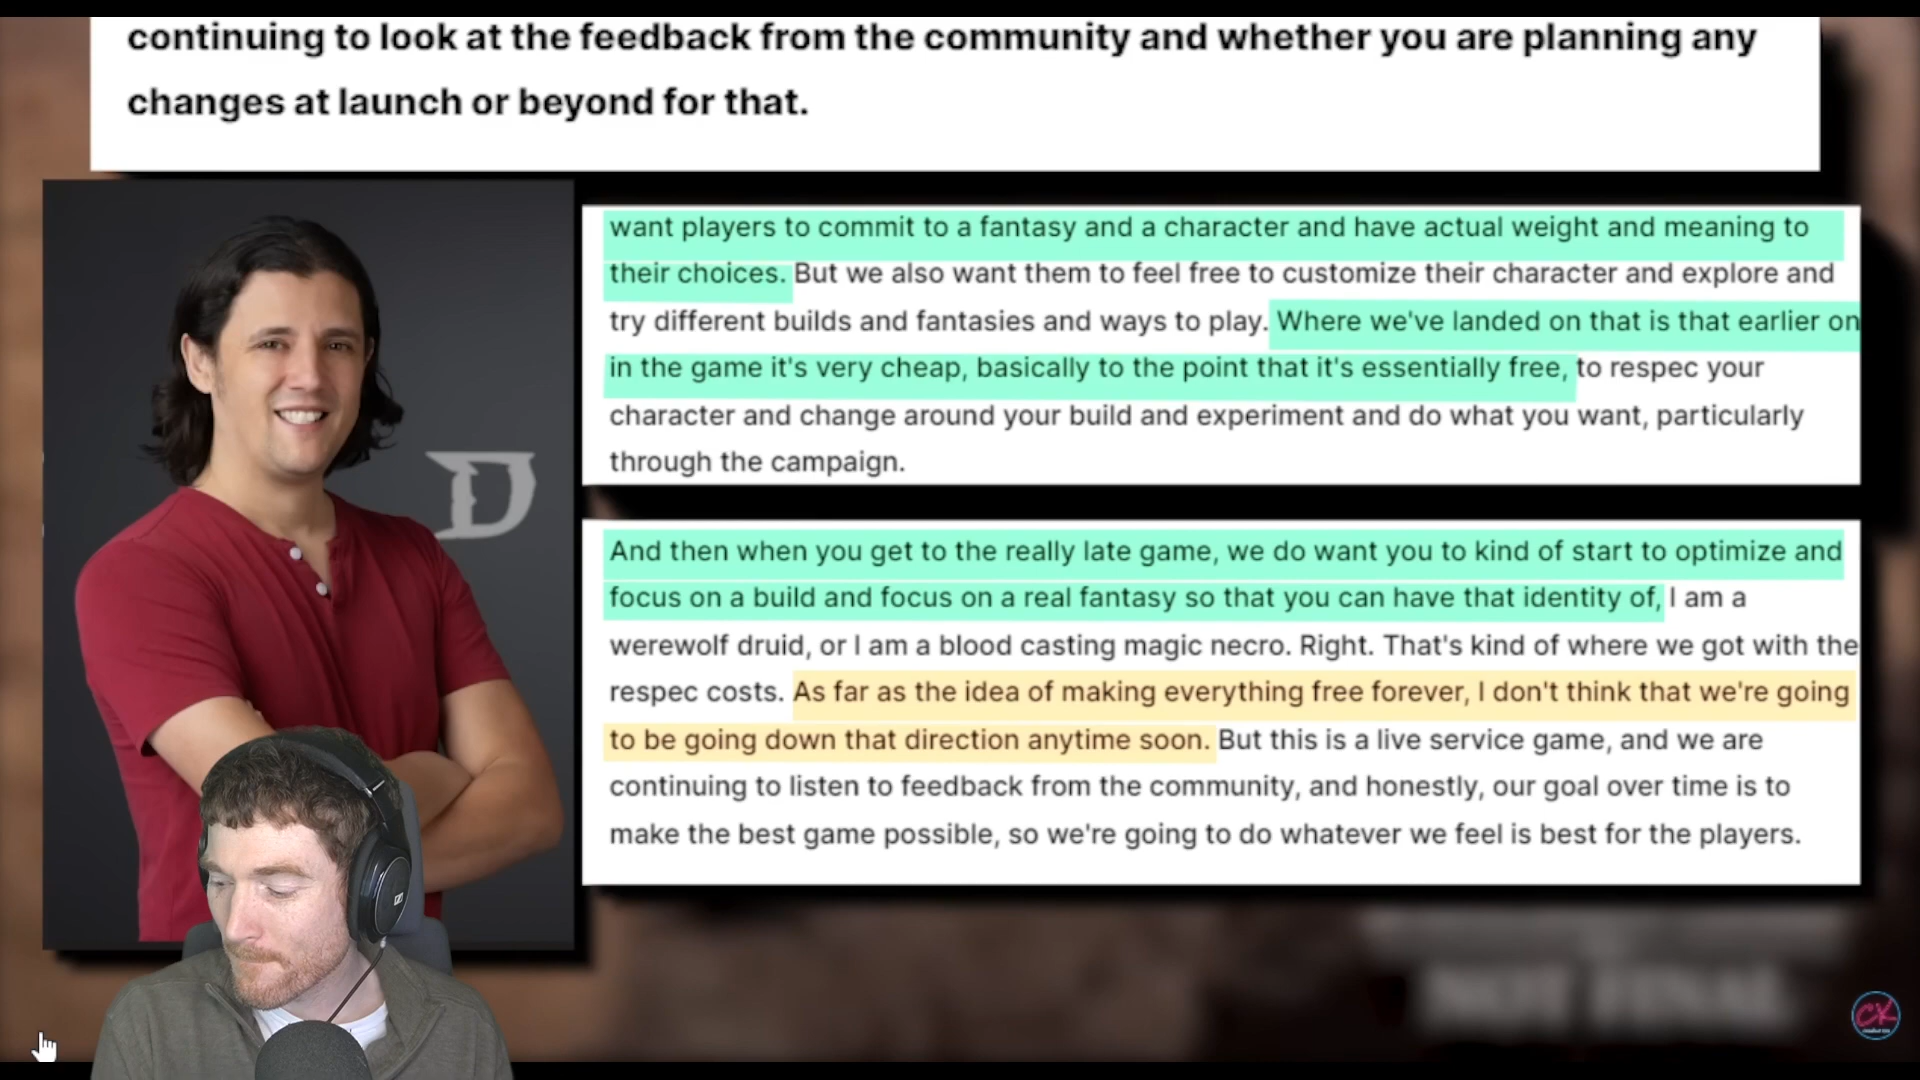 continuing to look at the feedback from the community and whether you are planning any
changes at launch or beyond for that.
D
want players to commit to a fantasy and a character and have actual weight and meaning to
their choices. But we also want them to feel free to customize their character and explore and
try different builds and fantasies and ways to play. Where we've landed on that is that earlier on
in the game it's very cheap, basically to the point that it's essentially free, to respec your
character and change around your build and experiment and do what you want, particularly
through the campaign.
And then when you get to the really late game, we do want you to kind of start to optimize and
focus on a build and focus on a real fantasy so that you can have that identity of, I am a
werewolf druid, or I am a blood casting magic necro. Right. That's kind of where we got with the
respec costs. As far as the idea of making everything free forever, I don't think that we're going
to be going down that direction anytime soon. But this is a live service game, and we are
continuing to listen to feedback from the community, and honestly, our goal over time is to
make the best game possible, so we're going to do whatever we feel is best for the players.
NOT FINAL
CK